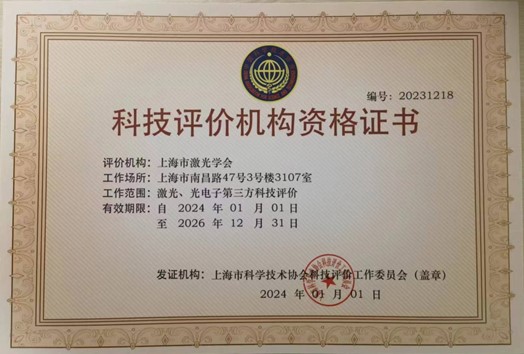 编号：20231218
科技评价机构资格证书
评价机构：上海市激光学会
工作场所：上海市南昌路47号3号楼3107室
工作范围：激光、光电子第三方科技评价
有效期限：自 2024 年 01 月 01日
至 2026 年 12 月 31日
发证机构：上海市科学技术协会科技评价工作委员会（盖章）
2024 年 01 月 01 日